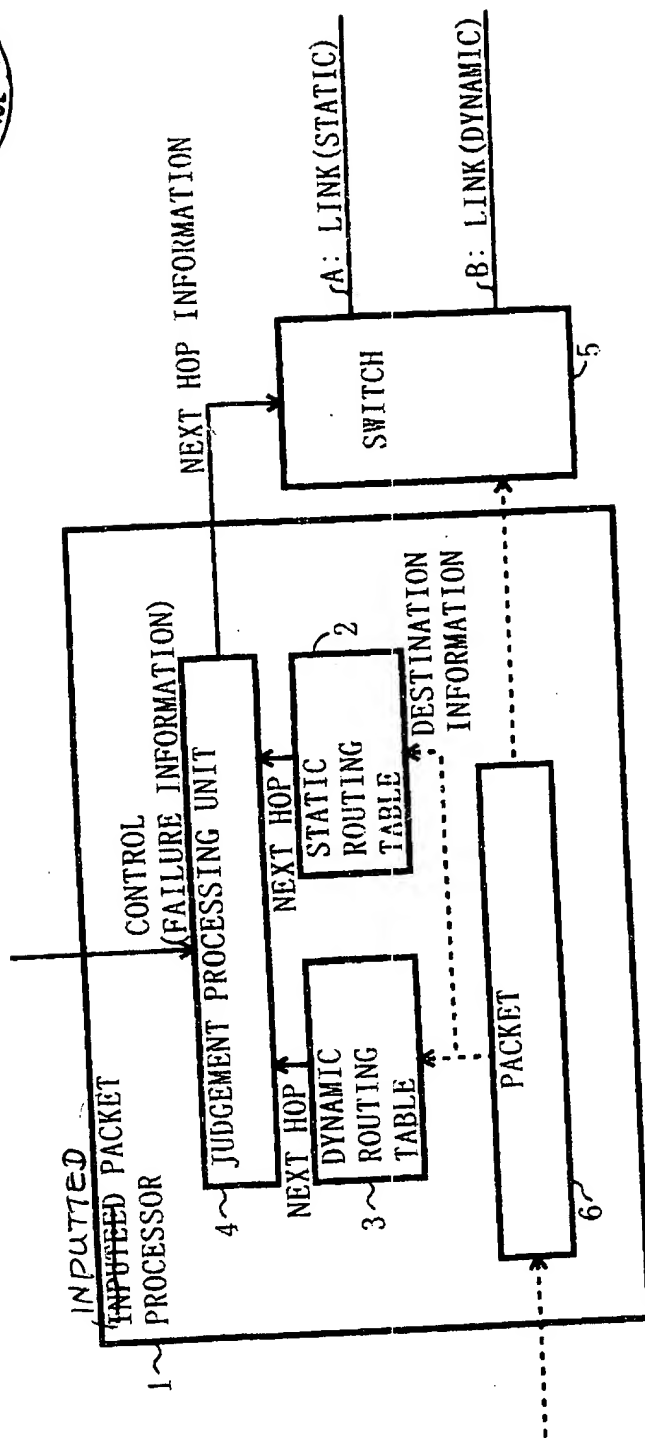 INPUTTED
INPUTEED PACKET
PROCESSOR
1
CONTROL
(FAILURE INFORMATION)
4
JUDGEMENT PROCESSING UNIT
NEXT HOP
NEXT HOP
3
DYNAMIC
ROUTING
TABLE
2
STATIC
ROUTING
TABLE
DESTINATION
INFORMATION
6
PACKET
NEXT HOP INFORMATION
SWITCH
5
A: LINK(STATIC)
B: LINK(DYNAMIC)